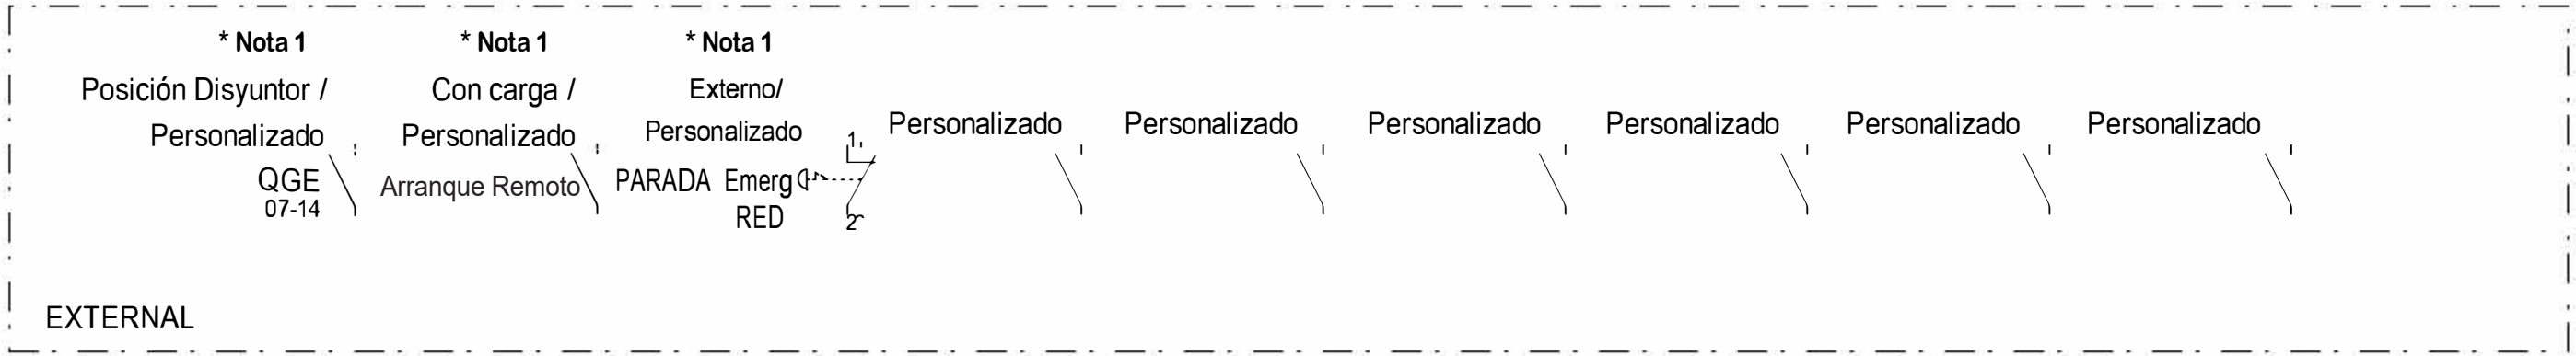 * Nota 1
Posición Disyuntor /
Personalizado
QGE
07-14
* Nota 1
Con carga /
Personalizado
Arranque Remoto
* Nota 1
Externo/
Personalizado
PARADA Emerg
RED
1
2
Personalizado
Personalizado
Personalizado
Personalizado
Personalizado
Personalizado
EXTERNAL